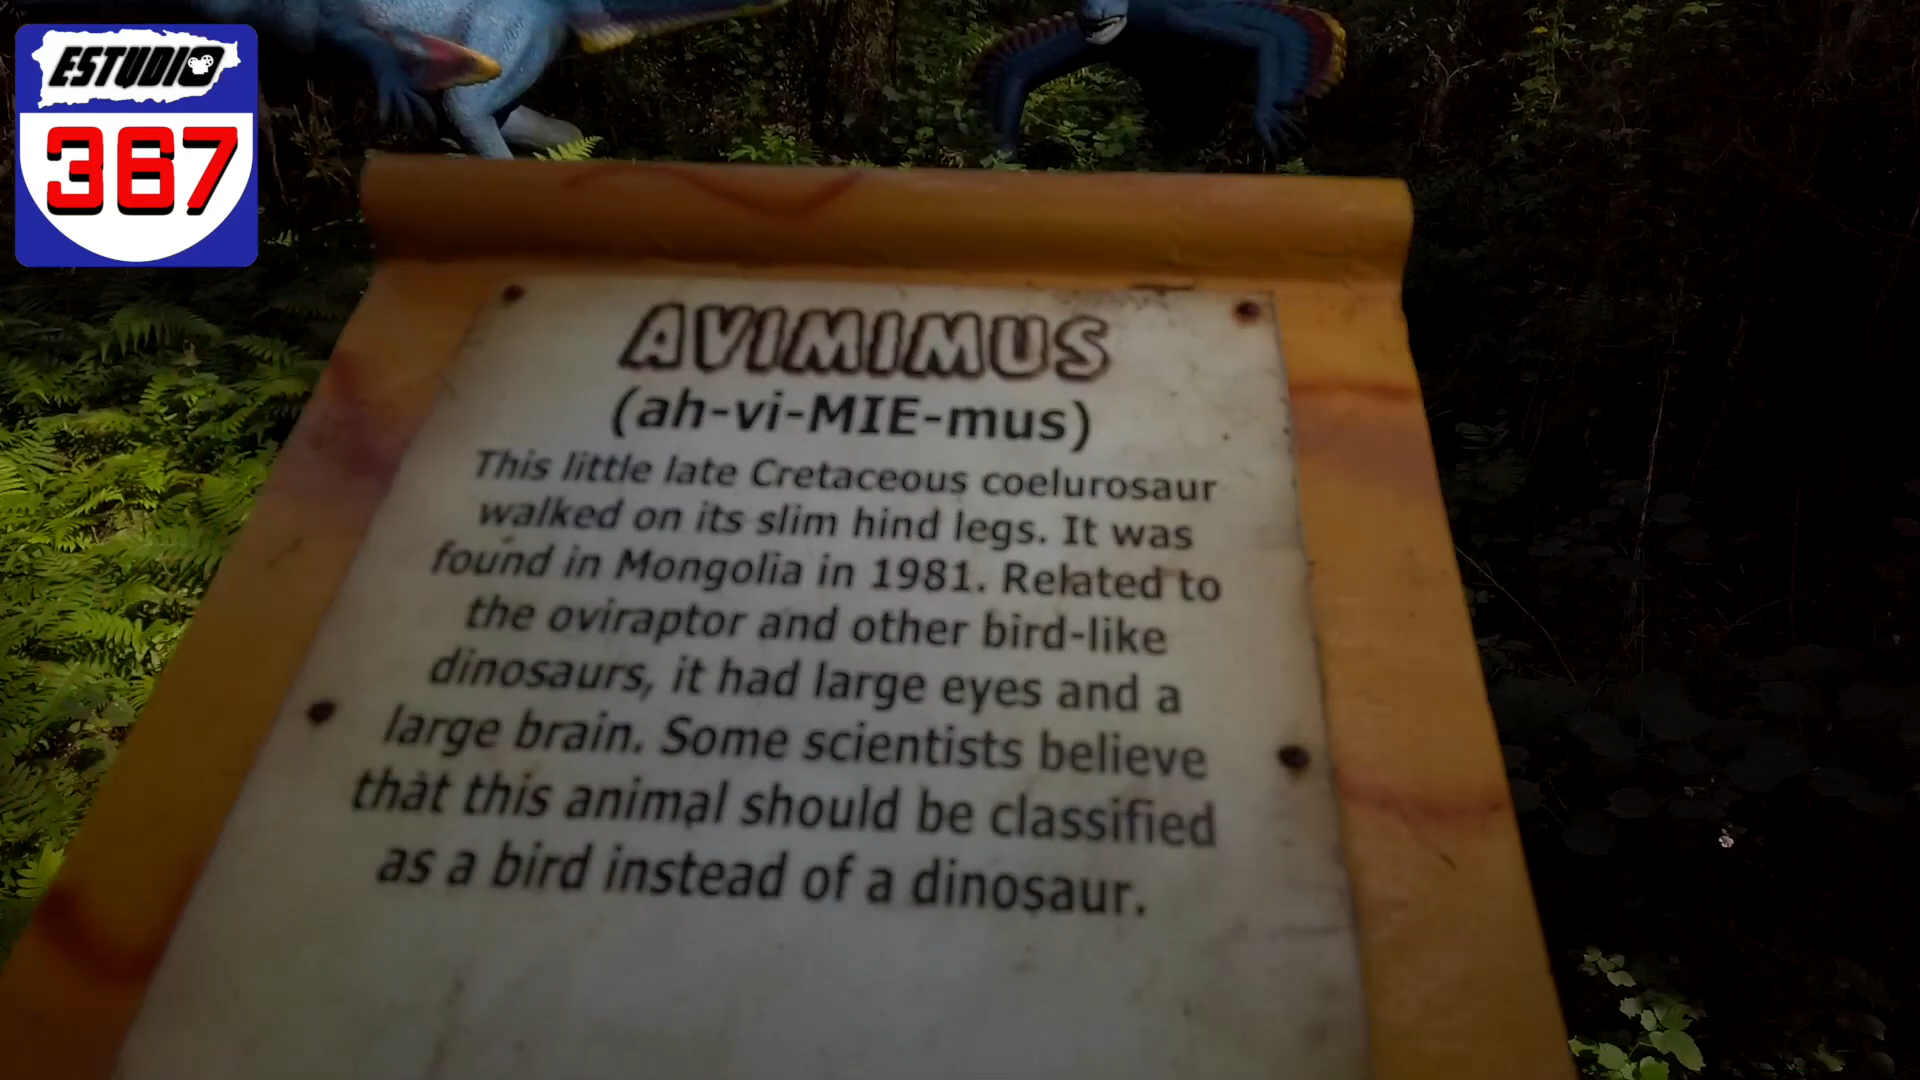 ESTUDIO
367
AVIMIMUS
(ah-vi-MIE-mus)
This little late Cretaceous coelurosaur
walked on its slim hind legs. It was
found in Mongolia in 1981. Related to
the oviraptor and other bird-like
dinosaurs, it had large eyes and a
large brain. Some scientists believe
that this animal should be classified
as a bird instead of a dinosaur.